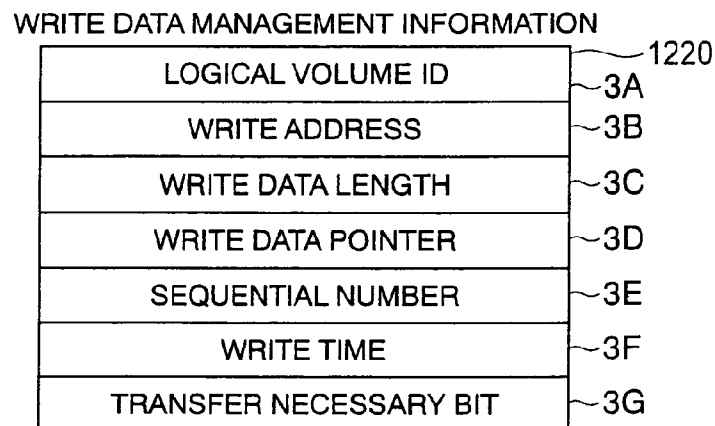 WRITE DATA MANAGEMENT INFORMATION
1220
LOGICAL VOLUME ID 3A
WRITE ADDRESS 3B
WRITE DATA LENGTH 3C
WRITE DATA POINTER 3D
SEQUENTIAL NUMBER 3E
WRITE TIME 3F
TRANSFER NECESSARY BIT 3G